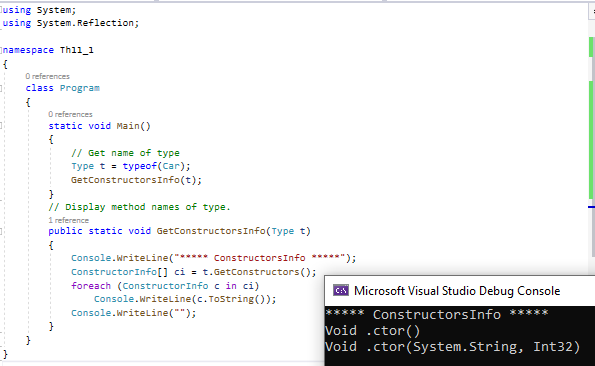 using System;
using System.Reflection;
namespace Th11_1
{
0 references
class Program
{
0 references
static void Main()
{
// Get name of type
Type t = typeof(Car);
GetConstructorsInfo(t);
}
// Display method names of type.
1 reference
public static void GetConstructorsInfo(Type t)
{
Console.WriteLine("***** ConstructorsInfo *****");
ConstructorInfo[] ci = t.GetConstructors();
foreach (ConstructorInfo c in ci)
Console.WriteLine(c.ToString());
Console.WriteLine("");
}
}
}
Microsoft Visual Studio Debug Console
***** ConstructorsInfo *****
Void .ctor()
Void .ctor(System.String, Int32)